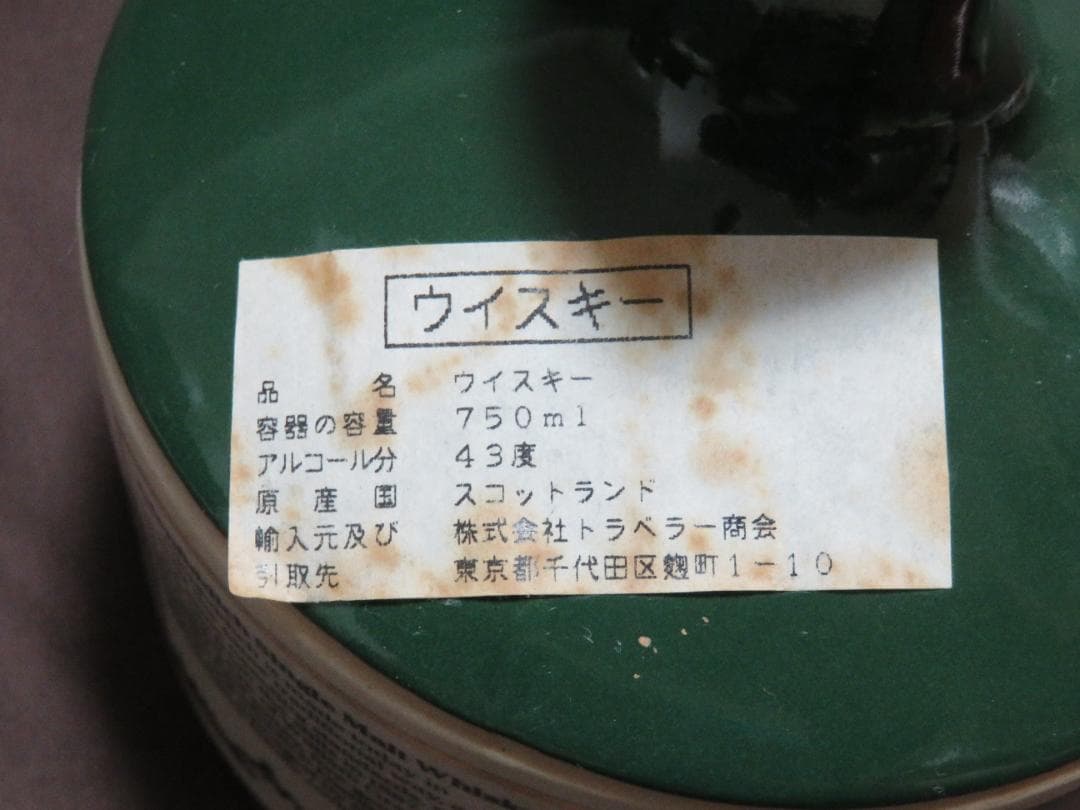 ウイスキー
品名 ウイスキー
容器の容量 750ml
アルコール分 43度
原産国 スコットランド
輸入元及び 株式会社トラベラー商会
引取先 東京都千代田区麹町1-10
Malt Whisky